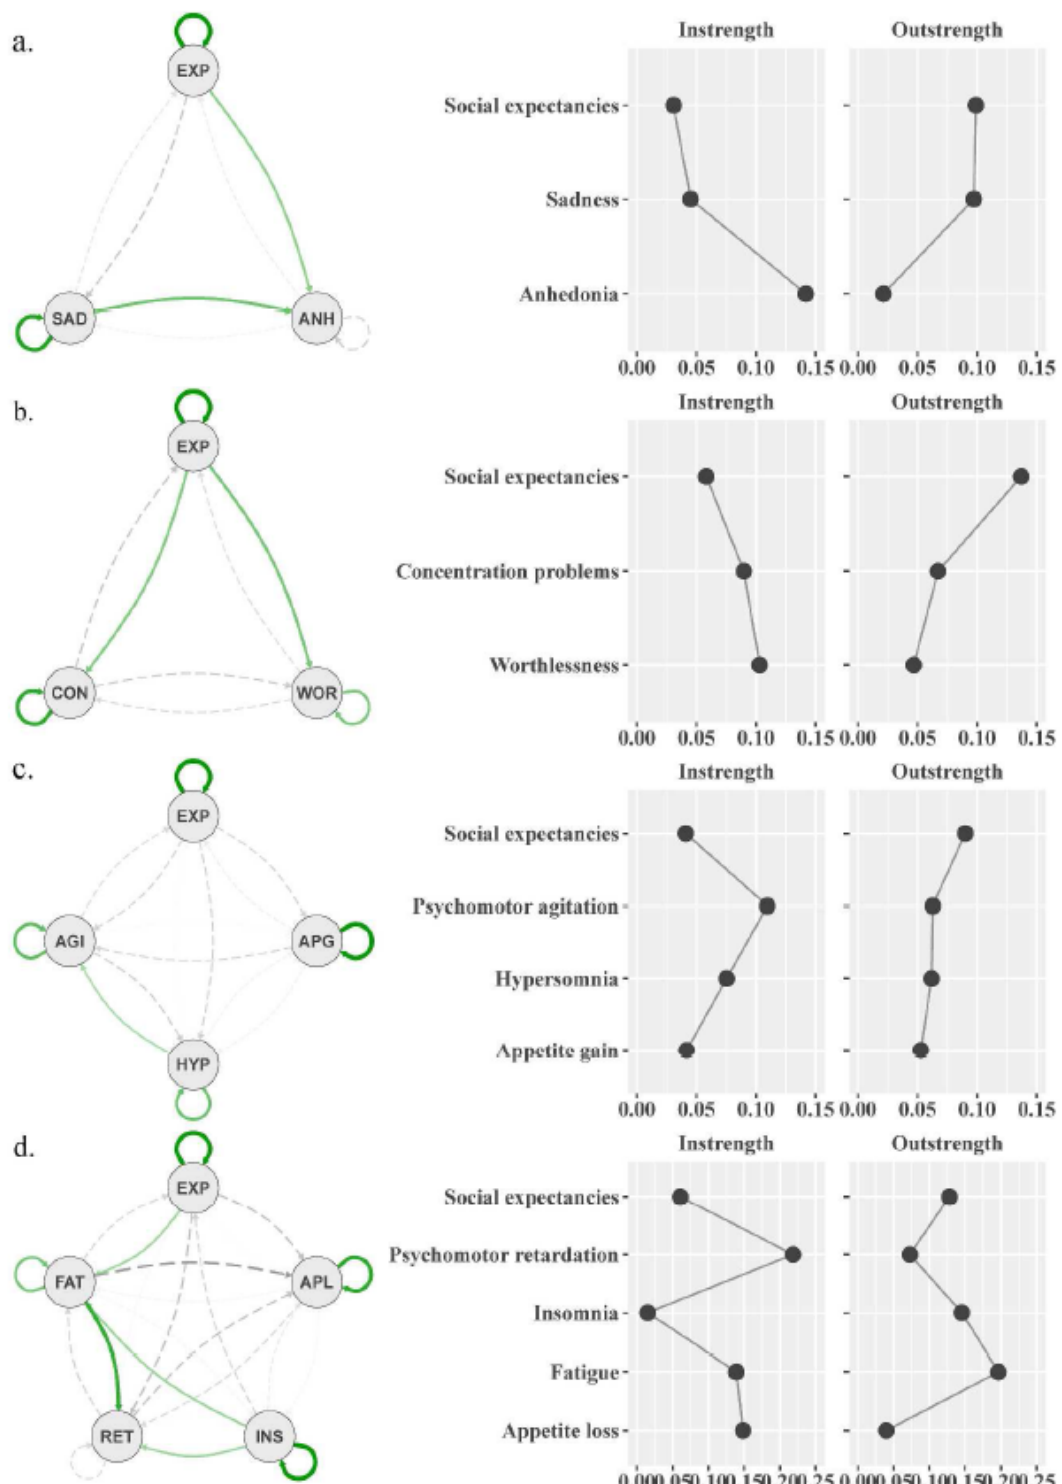 a.
EXP
SAD
ANH
Instrength
Outstrength
Social expectancies
Sadness
Anhedonia
0.00 0.05 0.10 0.15 0.00 0.05 0.10 0.15
b.
EXP
CON
WOR
Instrength
Outstrength
Social expectancies
Concentration problems
Worthlessness
0.00 0.05 0.10 0.15 0.00 0.05 0.10 0.15
c.
EXP
AGI
APG
HYP
Instrength
Outstrength
Social expectancies
Psychomotor agitation
Hypersomnia
Appetite gain
0.00 0.05 0.10 0.15 0.00 0.05 0.10 0.15
d.
EXP
FAT
APL
RET
INS
Instrength
Outstrength
Social expectancies
Psychomotor retardation
Insomnia
Fatigue
Appetite loss